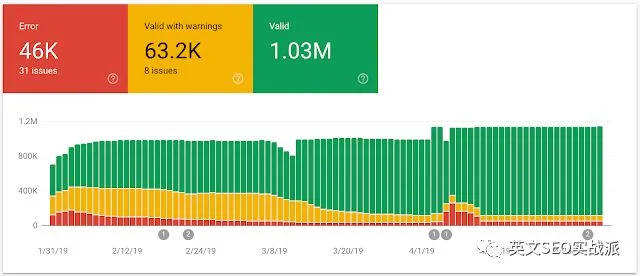 Error
46K
31 issues
Valid with warnings
63.2K
8 issues
Valid
1.03M
1.2M
800K
400K
0
1
2
1
1
2
1/31/19
2/12/19
2/24/19
3/8/19
3/20/19
4/1/19
英文SEO实战派